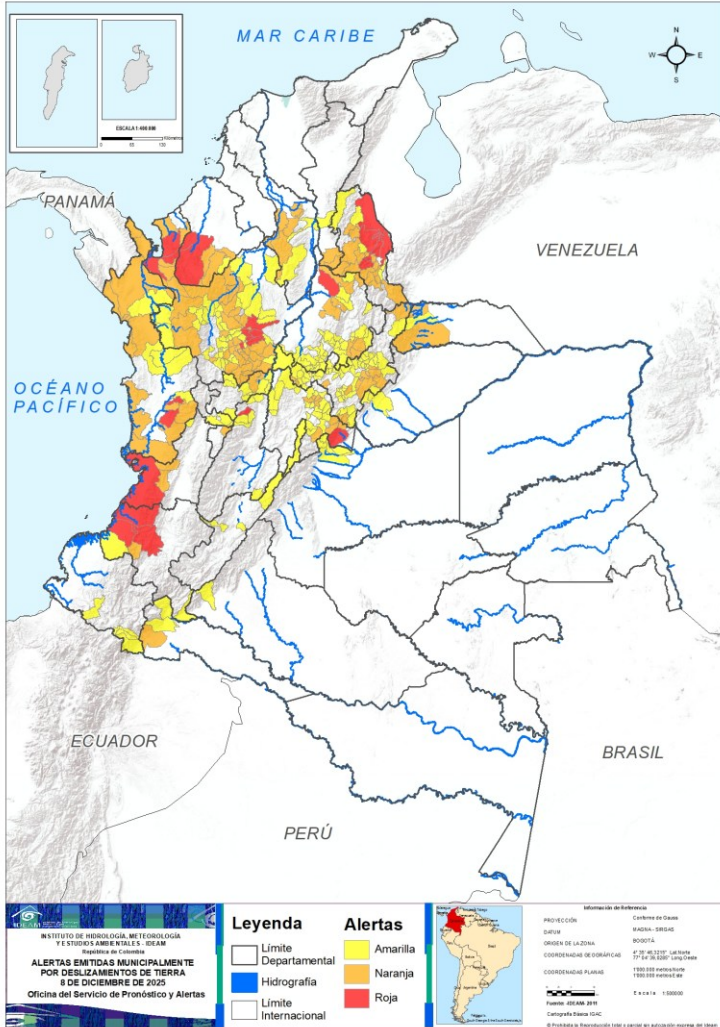 MAR CARIBE
N
W
E
S
ESCALA 1:400.000
PANAMÁ
VENEZUELA
OCÉANO
PACÍFICO
ECUADOR
BRASIL
PERÚ
IDEAM
INSTITUTO DE HIDROLOGÍA, METEOROLOGÍA
Y ESTUDIOS AMBIENTALES - IDEAM
República de Colombia
ALERTAS EMITIDAS MUNICIPALMENTE
POR DESLIZAMIENTOS DE TIERRA
8 DE DICIEMBRE DE 2025
Oficina del Servicio de Pronóstico y Alertas
Leyenda
Límite
Departamental
Hidrografía
Límite
Internacional
Alertas
Amarilla
Naranja
Roja
Información de Referencia
PROYECCIÓN Conforme de Gauss
DATUM MAGNA - SIRGAS
ORIGEN DE LA ZONA BOGOTÁ
COORDENADAS GEOGRÁFICAS
COORDENADAS PLANAS
Escala
Cartografía Básica IGAC